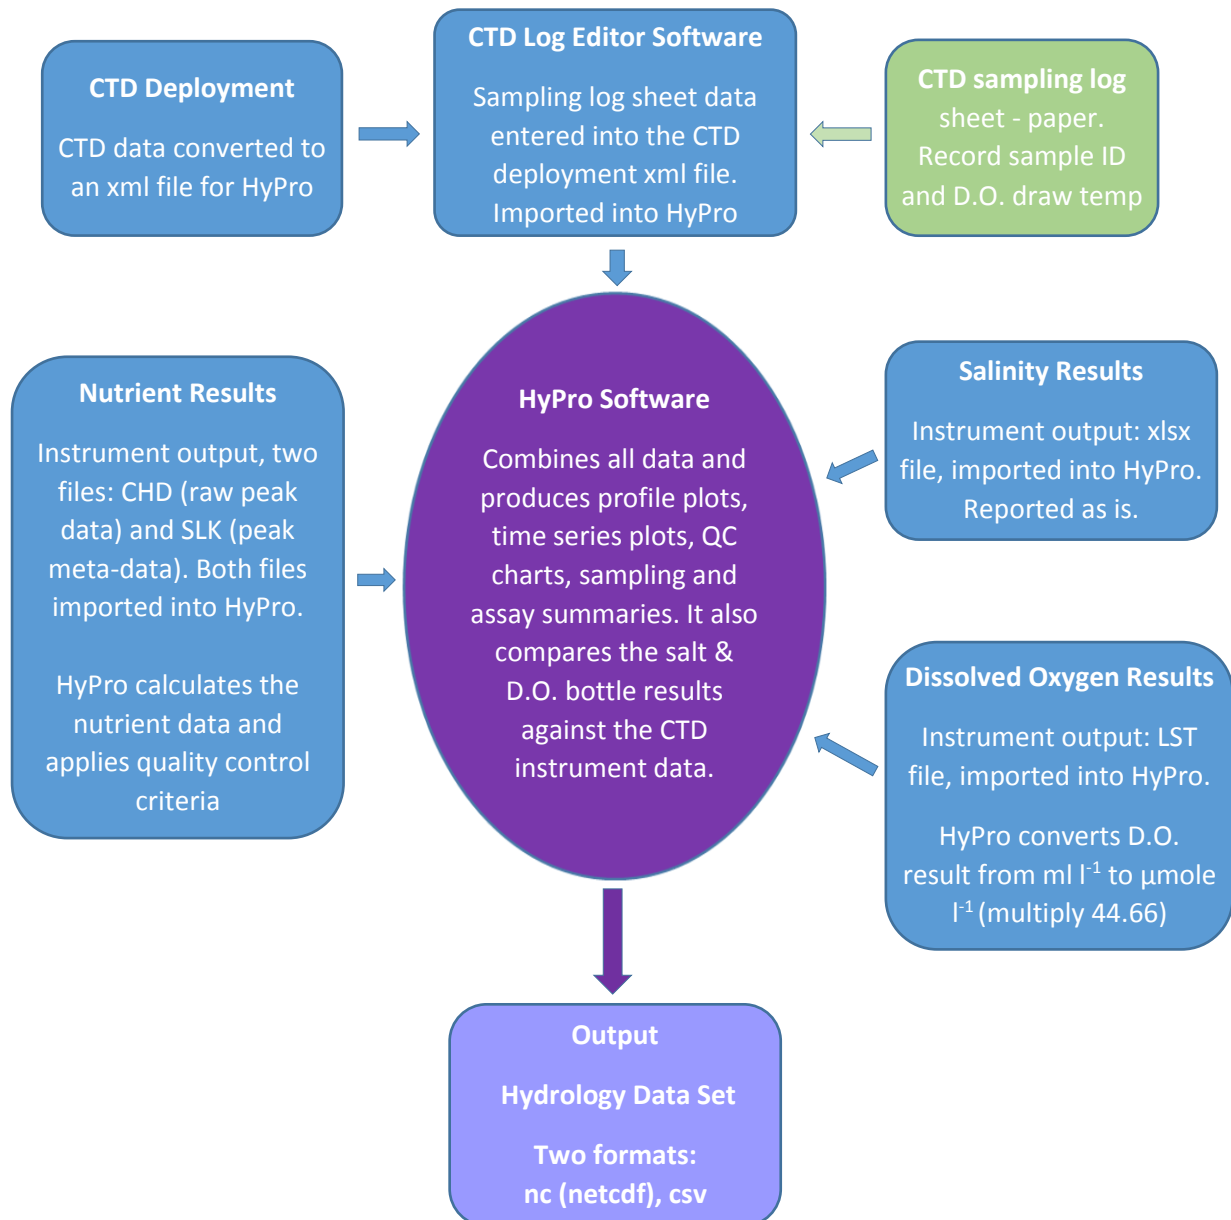 CTD Deployment
CTD data converted to
an xml file for HyPro
CTD Log Editor Software
Sampling log sheet data
entered into the CTD
deployment xml file.
Imported into HyPro
CTD sampling log
sheet - paper.
Record sample ID
and D.O. draw temp
Nutrient Results
Instrument output, two
files: CHD (raw peak
data) and SLK (peak
meta-data). Both files
imported into HyPro.
HyPro calculates the
nutrient data and
applies quality control
criteria
HyPro Software
Combines all data and
produces profile plots,
time series plots, QC
charts, sampling and
assay summaries. It also
compares the salt &
D.O. bottle results
against the CTD
instrument data.
Salinity Results
Instrument output: xlsx
file, imported into HyPro.
Reported as is.
Dissolved Oxygen Results
Instrument output: LST
file, imported into HyPro.
HyPro converts D.O.
result from ml l⁻¹ to µmole
l⁻¹ (multiply 44.66)
Output
Hydrology Data Set
Two formats:
nc (netcdf), csv